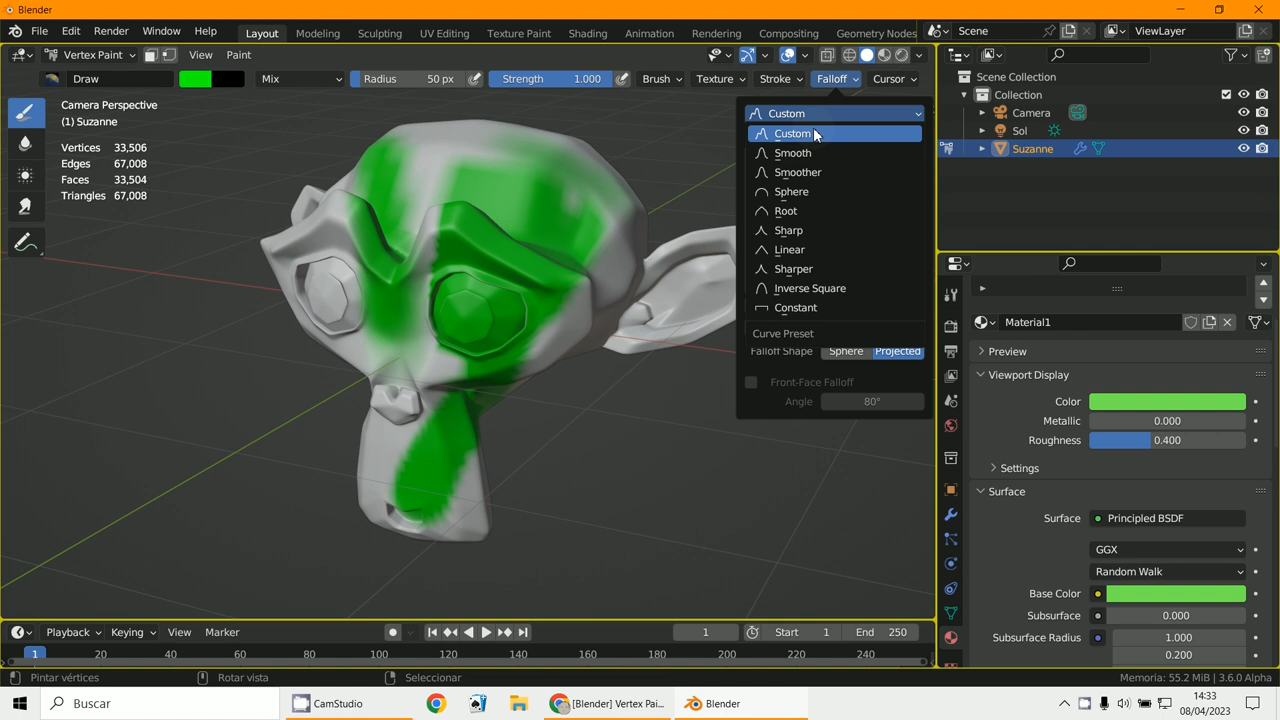 Blender
File Edit Render Window Help Layout Modeling Sculpting UV Editing Texture Paint Shading Animation Rendering Compositing Geometry Nodes Scene ViewLayer
Vertex Paint View Paint
Draw Mix Radius 50 px Strength 1.000 Brush Texture Stroke Falloff Cursor
Camera Perspective
(1) Suzanne
Vertices 33,506
Edges 67,008
Faces 33,504
Triangles 67,008
Custom
Custom
Smooth
Smoother
Sphere
Root
Sharp
Linear
Sharper
Inverse Square
Constant
Curve Preset
Falloff Shape Sphere Projected
Front-Face Falloff
Angle 80°
Scene Collection
Collection
Camera
Sol
Suzanne
Material1
Preview
Viewport Display
Color
Metallic 0.000
Roughness 0.400
Settings
Surface
Surface Principled BSDF
GGX
Random Walk
Base Color
Subsurface 0.000
Subsurface Radius 1.000
0.200
Playback Keying View Marker 1 Start 1 End 250
1 20 40 60 80 100 120 140 160 180 200 220 240
Pintar vértices Rotar vista Seleccionar Memoria: 55.2 MiB | 3.6.0 Alpha
Buscar CamStudio [Blender] Vertex Pai... Blender 14:33
08/04/2023